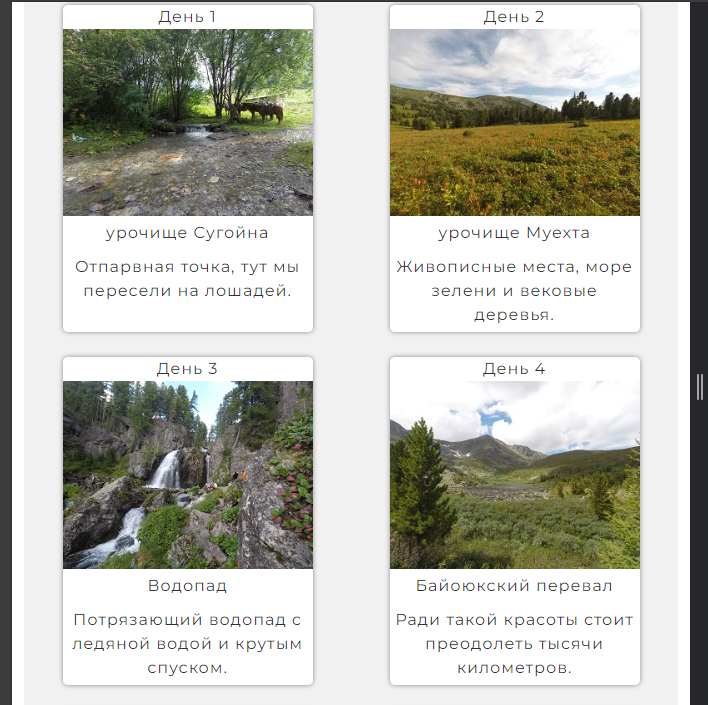 День 1
День 2
урочище Сугойна
Отпарвная точка, тут мы
пересели на лошадей.
урочище Муехта
Живописные места, море
зелени и вековые
деревья.
День 3
День 4
Водопад
Потрязающий водопад с
ледяной водой и крутым
спуском.
Байоюкский перевал
Ради такой красоты стоит
преодолеть тысячи
километров.